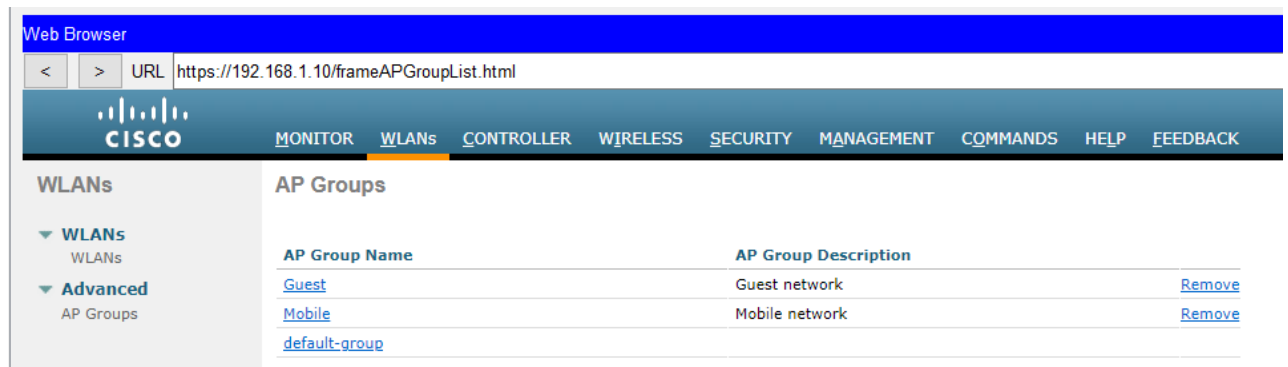 Web Browser
< > URL https://192.168.1.10/frameAPGroupList.html
CISCO
MONITOR WLANs CONTROLLER WIRELESS SECURITY MANAGEMENT COMMANDS HELP FEEDBACK
WLANs
WLANs
WLANs
Advanced
AP Groups
AP Groups
AP Group Name AP Group Description
Guest Guest network Remove
Mobile Mobile network Remove
default-group